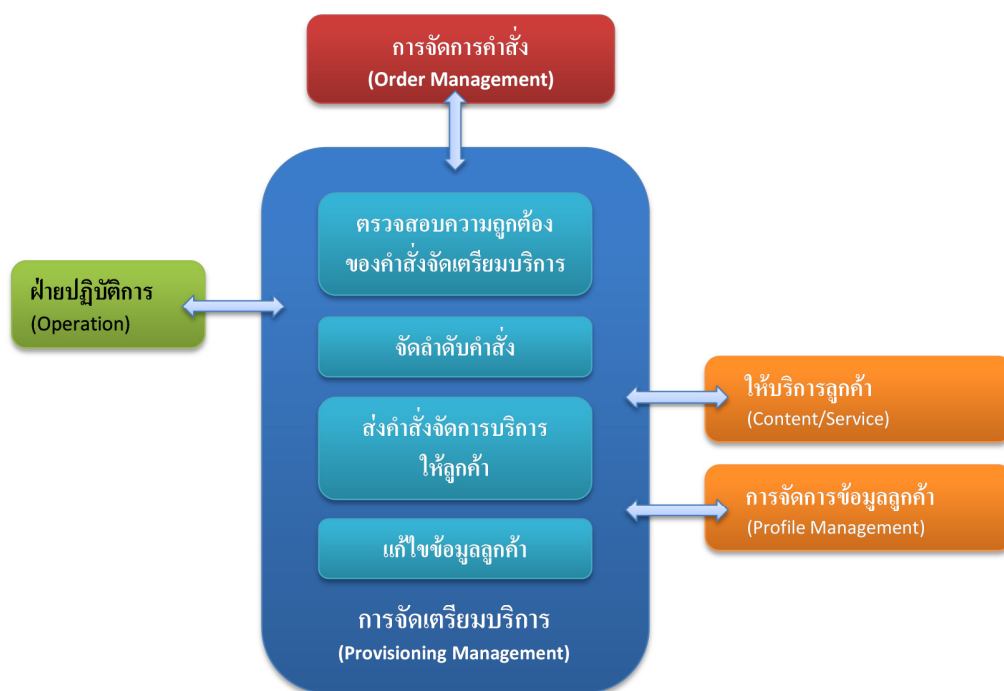 การจัดการคำสั่ง
(Order Management)
ตรวจสอบความถูกต้อง
ของคำสั่งจัดเตรียมบริการ
ฝ่ายปฏิบัติการ
(Operation)
จัดลำดับคำสั่ง
ให้บริการลูกค้า
(Content/Service)
ส่งคำสั่งจัดการบริการ
ให้ลูกค้า
การจัดการข้อมูลลูกค้า
(Profile Management)
แก้ไขข้อมูลลูกค้า
การจัดเตรียมบริการ
(Provisioning Management)